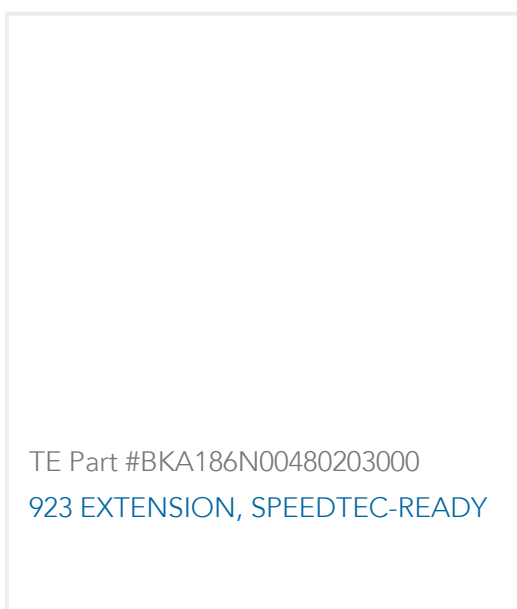 TE Part #BKA186N00480203000
923 EXTENSION, SPEEDTEC-READY